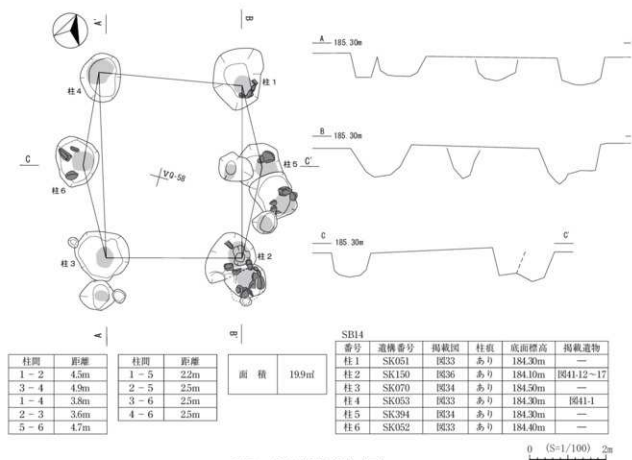 A'
B
A 185.30m
柱4
柱1
B 185.30m
C
柱5
C'
VQ-58
柱6
C 185.30m
C'
柱3
柱2
A
B'
柱間 距離
1-2 4.5m
3-4 4.9m
1-4 3.8m
2-3 3.6m
5-6 4.7m
柱間 距離
1-5 2.2m
2-5 2.5m
3-6 2.5m
4-6 2.5m
面積 19.9㎡
SB14
番号 遺構番号 掲載図 柱痕 底面標高 掲載遺物
柱1 SK051 図33 あり 184.30m ―
柱2 SK150 図36 あり 184.10m 図41-12～17
柱3 SK070 図34 あり 184.50m ―
柱4 SK053 図33 あり 184.30m 図41-1
柱5 SK394 図34 あり 184.30m ―
柱6 SK052 図33 あり 184.40m ―
0 (S=1/100) 2m